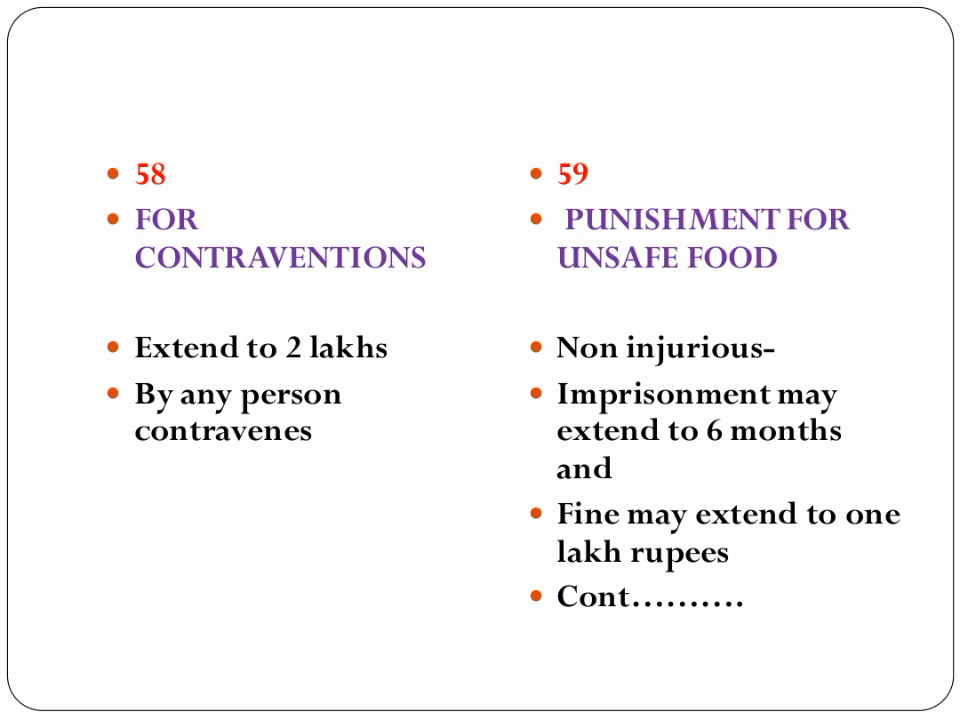 58
FOR
CONTRAVENTIONS
Extend to 2 lakhs
By any person
contravenes
59
PUNISHMENT FOR
UNSAFE FOOD
Non injurious-
Imprisonment may
extend to 6 months
and
Fine may extend to one
lakh rupees
Cont……….